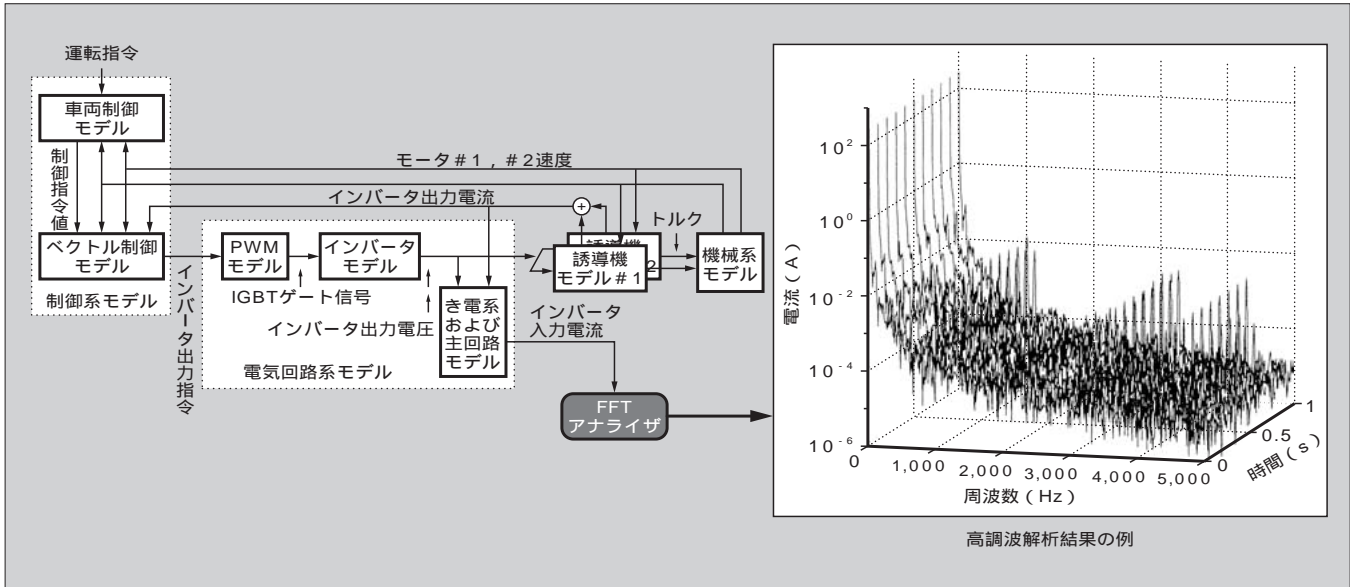 運転指令
車両制御
モデル
制御指令値
モータ＃1，＃2速度
インバータ出力電流
トルク
ベクトル制御
モデル
制御系モデル
インバータ出力指令
PWM
モデル
インバータ
モデル
IGBTゲート信号
インバータ出力電圧
電気回路系モデル
き電系
および
主回路
モデル
+
誘導機
2
誘導機
モデル＃1
機械系
モデル
インバータ
入力電流
FFT
アナライザ
電流（A）
10²
10⁰
10⁻²
10⁻⁴
10⁻⁶
0
1,000
2,000
3,000
4,000
5,000
周波数（Hz）
0
0.5
1
時間（s）
高調波解析結果の例